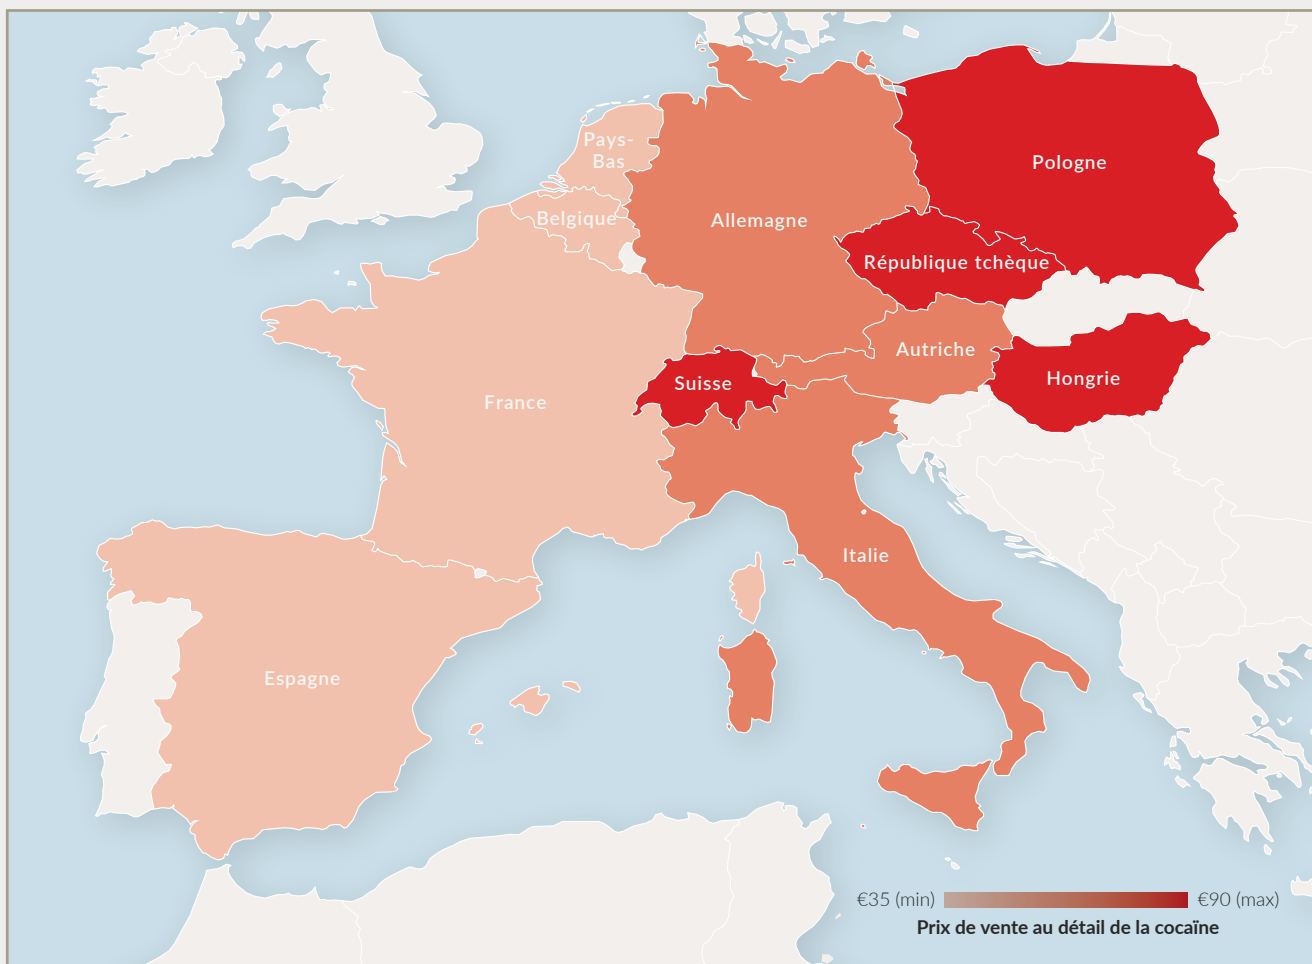 Pays-
Bas
Pologne
Belgique
Allemagne
République tchèque
Autriche
Suisse
Hongrie
France
Italie
Espagne
€35 (min)
€90 (max)
Prix de vente au détail de la cocaïne